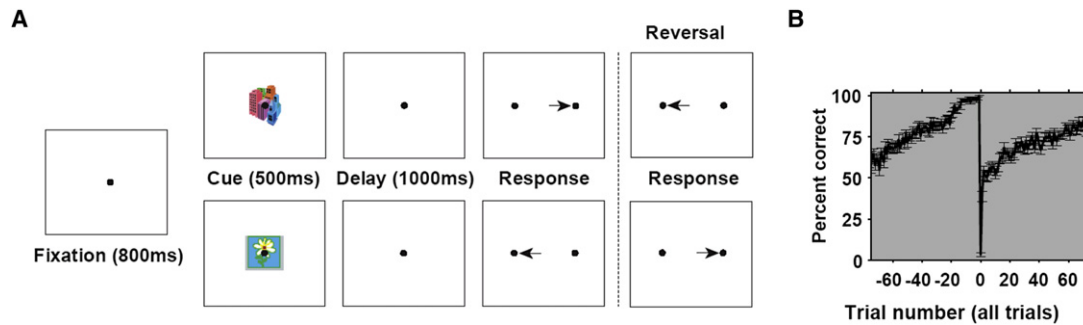 A
Reversal
B
Cue (500ms) Delay (1000ms) Response Response
Fixation (800ms)
Percent correct
100
75
50
25
0
-60 -40 -20 0 20 40 60
Trial number (all trials)